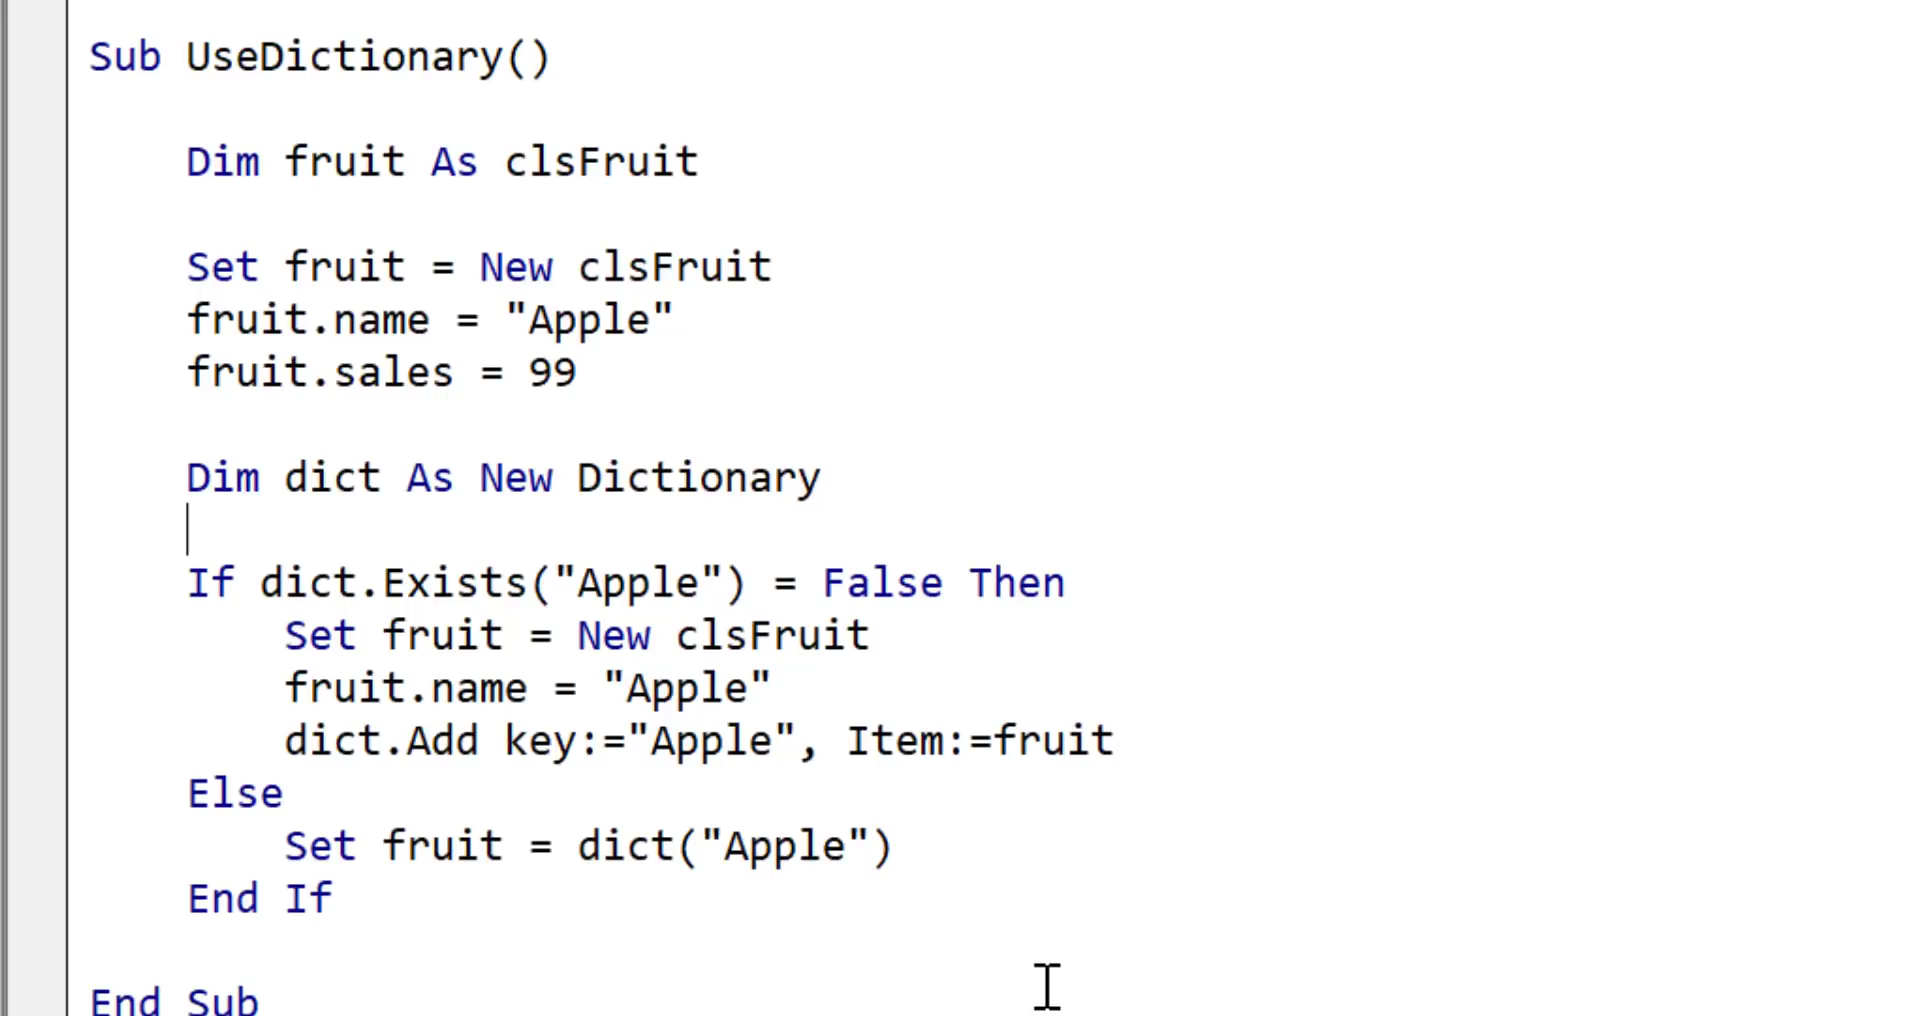 Sub UseDictionary()
    Dim fruit As clsFruit
    Set fruit = New clsFruit
    fruit.name = "Apple"
    fruit.sales = 99
    Dim dict As New Dictionary
    If dict.Exists("Apple") = False Then
        Set fruit = New clsFruit
        fruit.name = "Apple"
        dict.Add key:="Apple", Item:=fruit
    Else
        Set fruit = dict("Apple")
    End If
End Sub